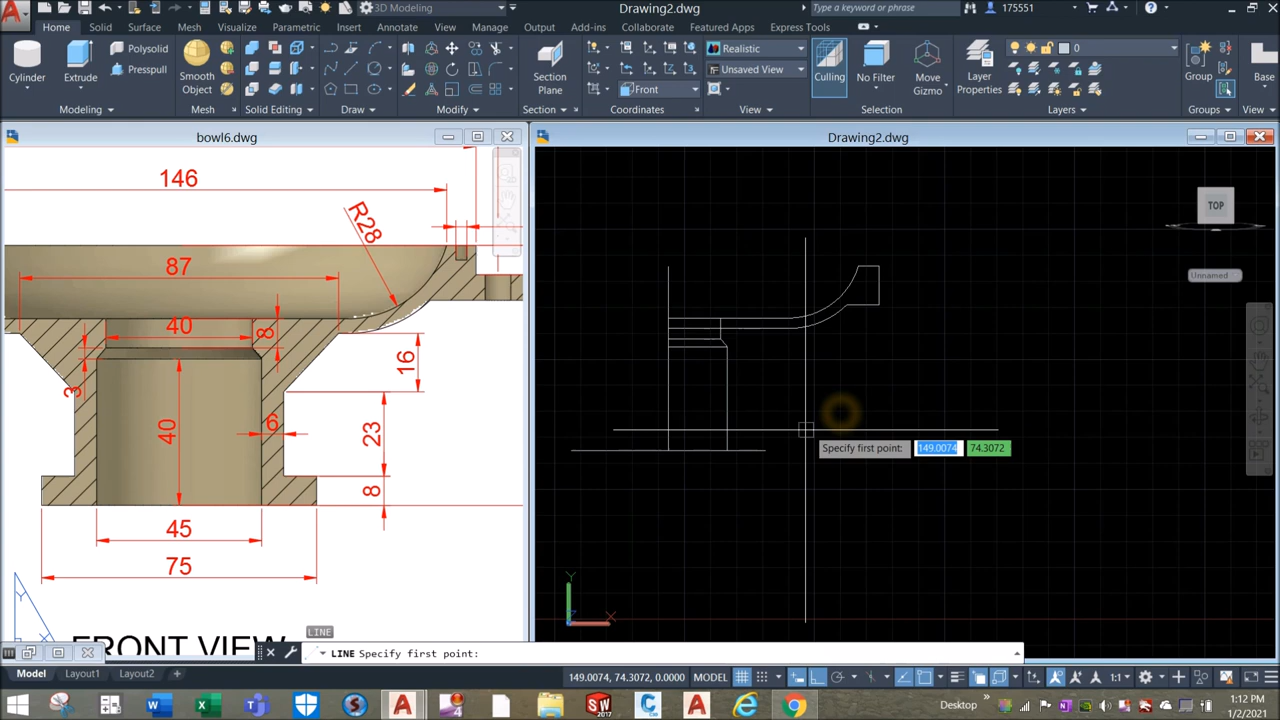 3D Modeling
Drawing2.dwg
Type a keyword or phrase
175551
Home Solid Surface Mesh Visualize Parametric Insert Annotate View Manage Output Add-ins Collaborate Featured Apps Express Tools
Cylinder
Extrude
Polysolid
Presspull
Smooth
Object
Section
Plane
Realistic
Unsaved View
Front
Culling
No Filter
Move
Gizmo
Layer
Properties
0
Group
Base
Modeling
Mesh
Solid Editing
Draw
Modify
Section
Coordinates
View
Selection
Layers
Groups
View
bowl6.dwg
Drawing2.dwg
146
R28
87
40
8
16
3
40
6
23
8
45
75
Y
FRONT VIEW
TOP
Unnamed
Specify first point: 149.0074 74.3072
Y
X
LINE
LINE Specify first point:
Model Layout1 Layout2 +
149.0074, 74.3072, 0.0000 MODEL
1:1
Desktop
1:12 PM
1/2/2021